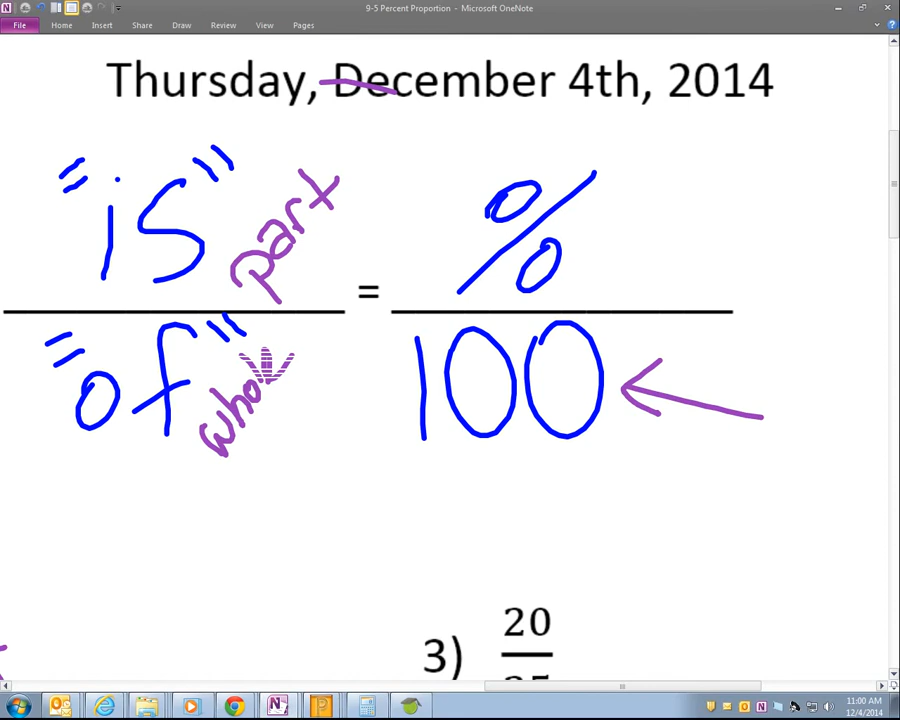 9-5 Percent Proportion - Microsoft OneNote
File Home Insert Share Draw Review View Pages
Thursday, December 4th, 2014
"is" part
=
%
"of"
100
20
3)
11:00 AM
12/4/2014